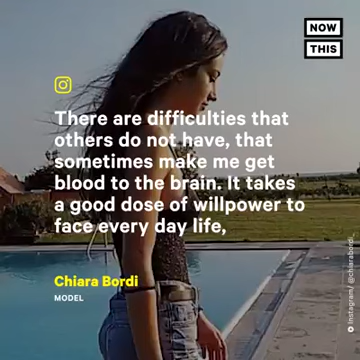 NOW
THIS
There are difficulties that
others do not have, that
sometimes make me get
blood to the brain. It takes
a good dose of willpower to
face every day life,
Chiara Bordi
MODEL
Instagram/ @chiarabordi_